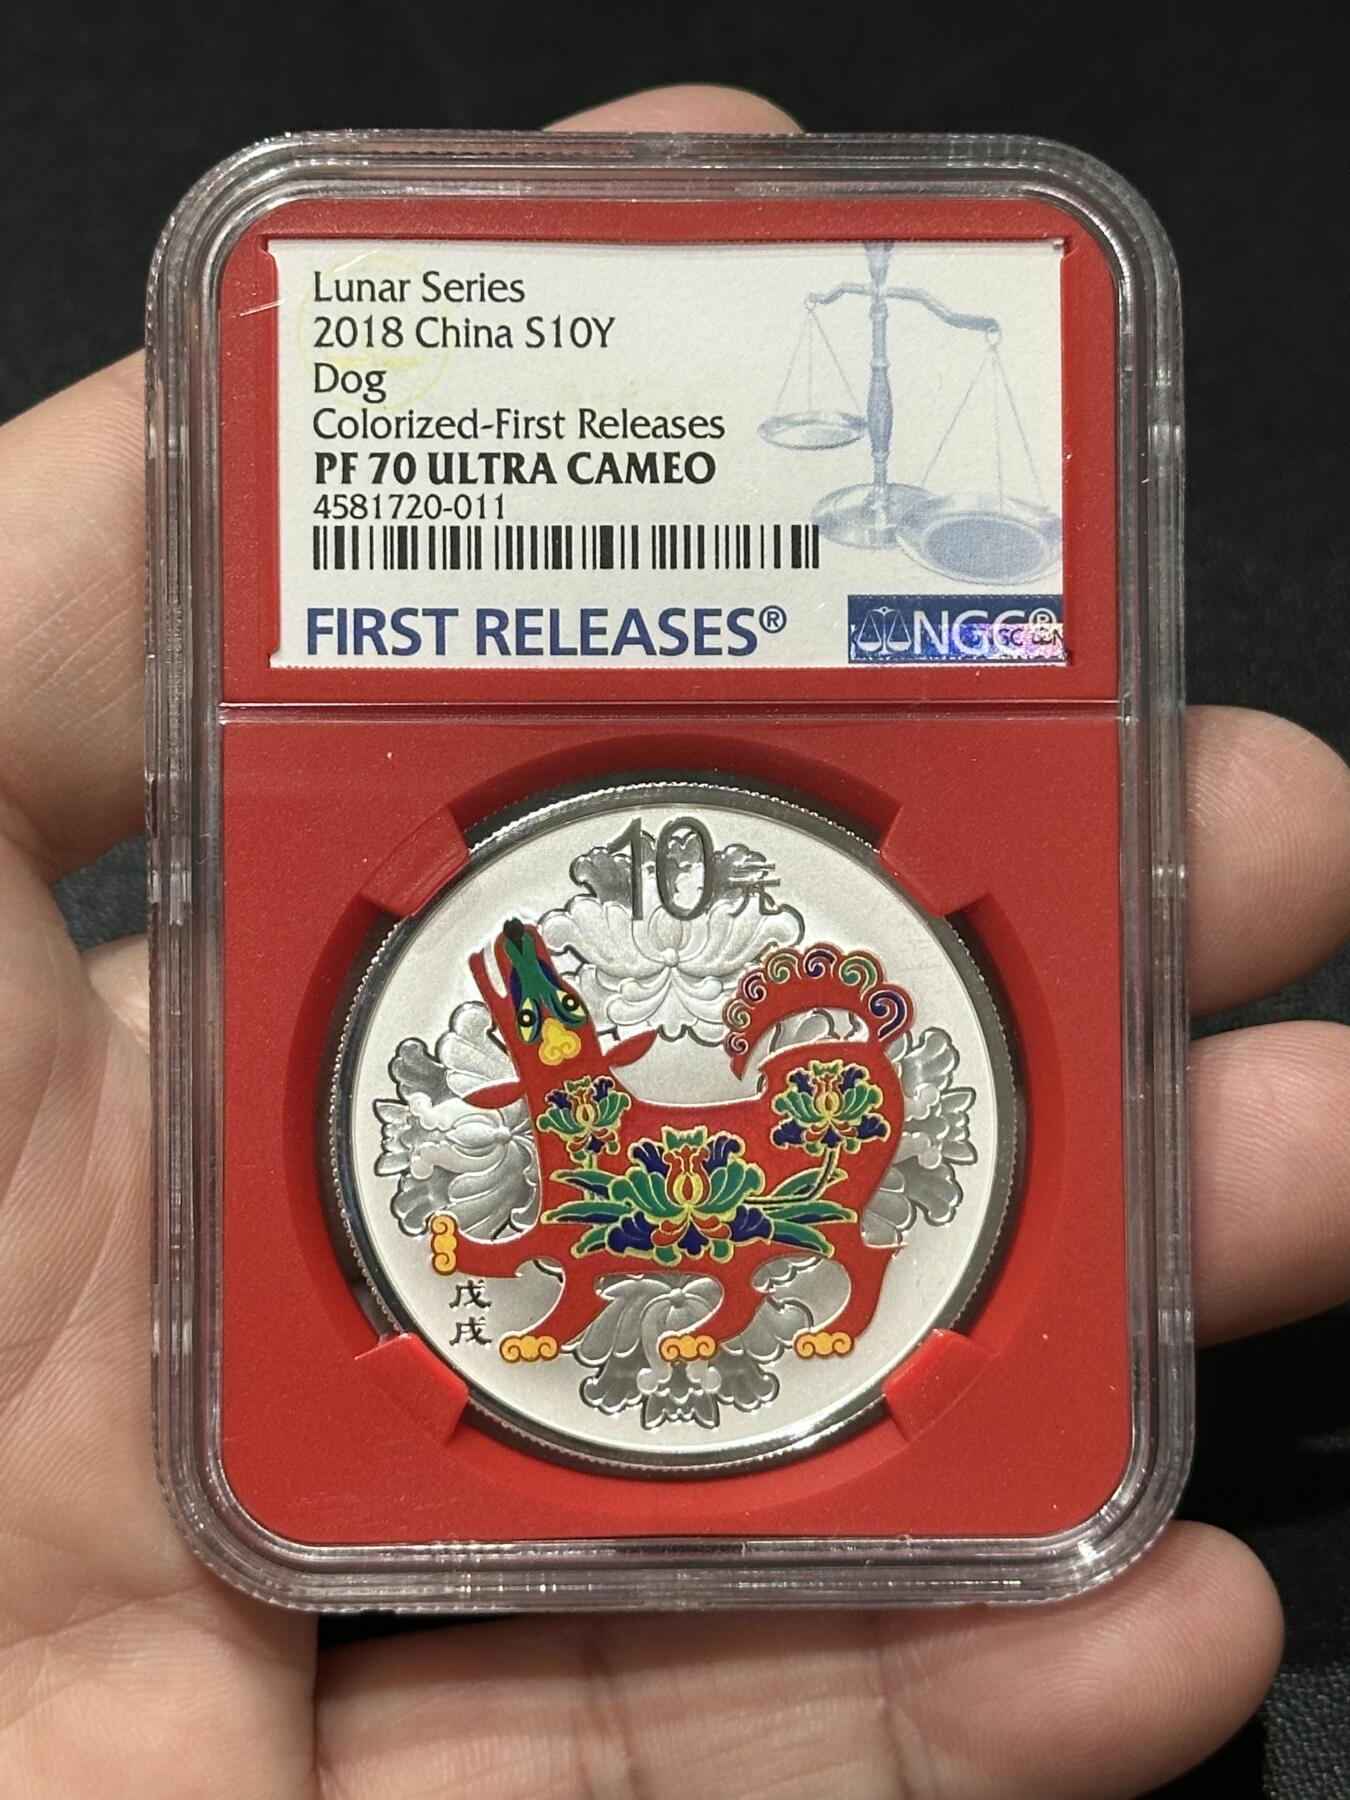 Lunar Series
2018 China S10Y
Dog
Colorized-First Releases
PF 70 ULTRA CAMEO
4581720-011
FIRST RELEASES®
NGC®
10元
戊
戌